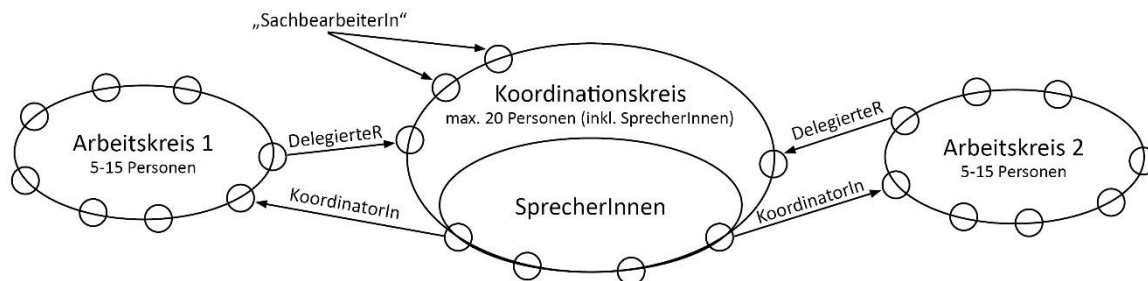 „SachbearbeiterIn“
Koordinationskreis
max. 20 Personen (inkl. SprecherInnen)
Arbeitskreis 1
5-15 Personen
DelegierteR
KoordinatorIn
SprecherInnen
DelegierteR
KoordinatorIn
Arbeitskreis 2
5-15 Personen